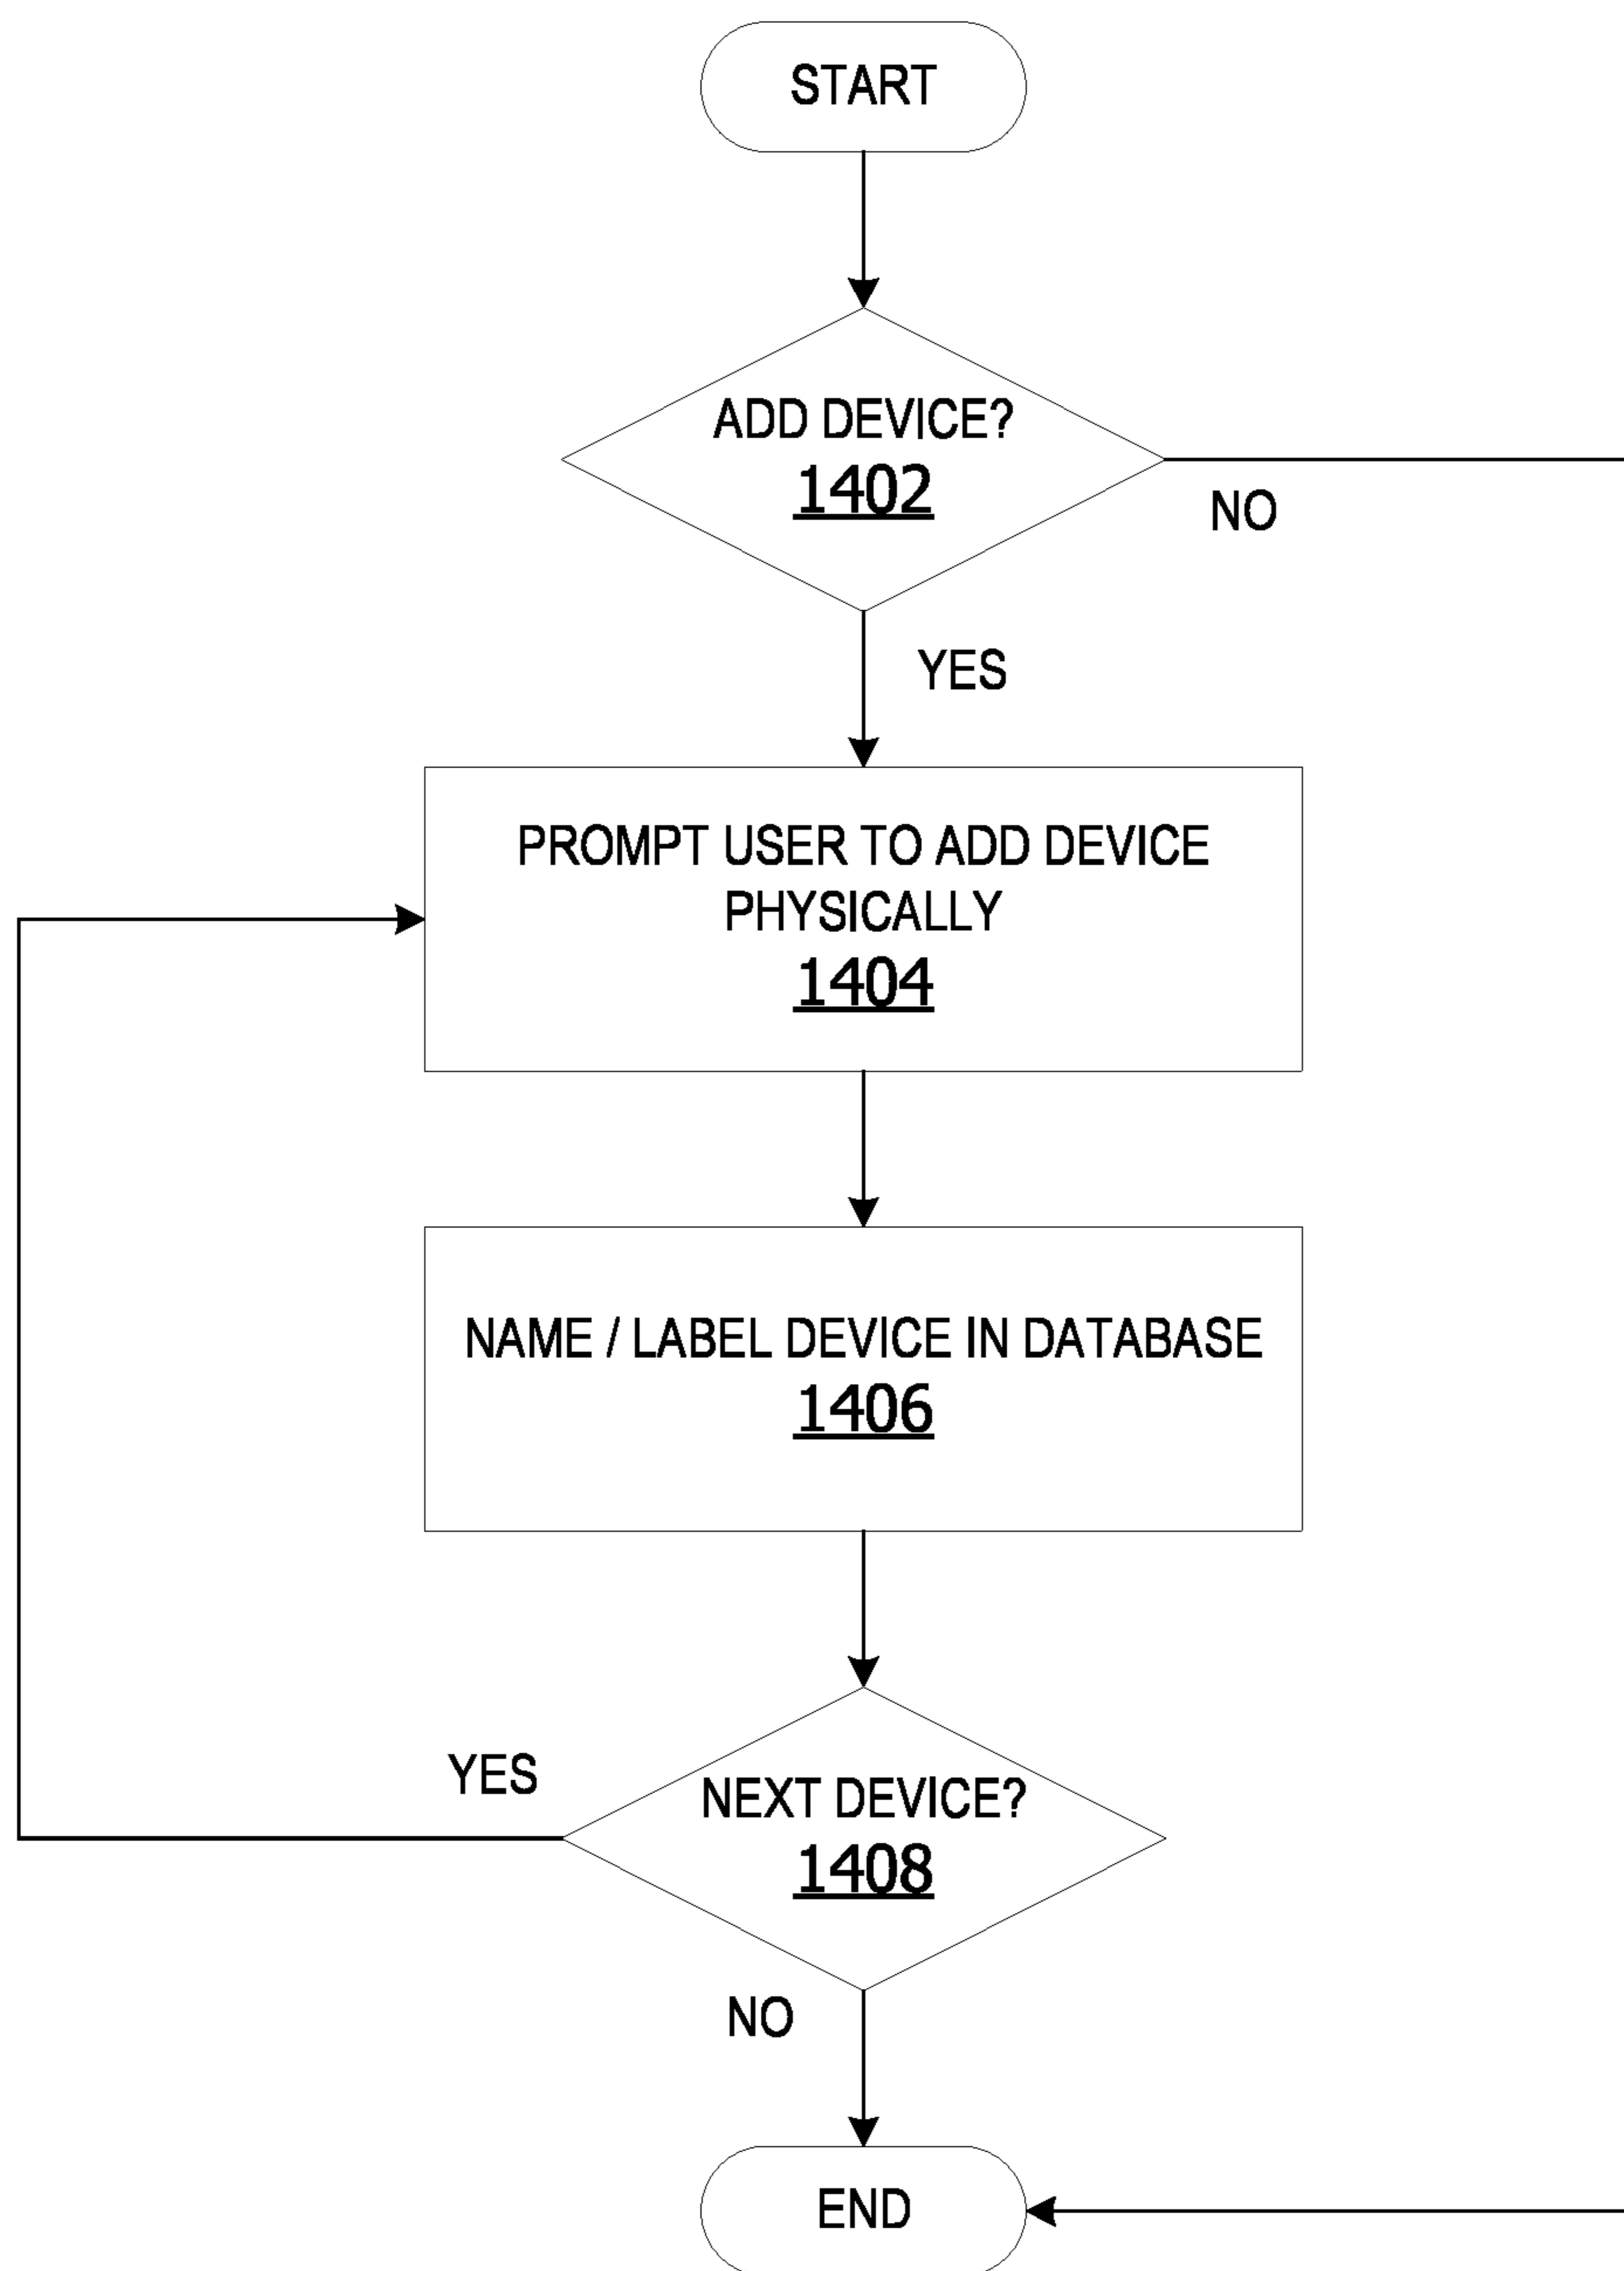 START
ADD DEVICE?
1402
NO
YES
PROMPT USER TO ADD DEVICE
PHYSICALLY
1404
NAME / LABEL DEVICE IN DATABASE
1406
YES
NEXT DEVICE?
1408
NO
END